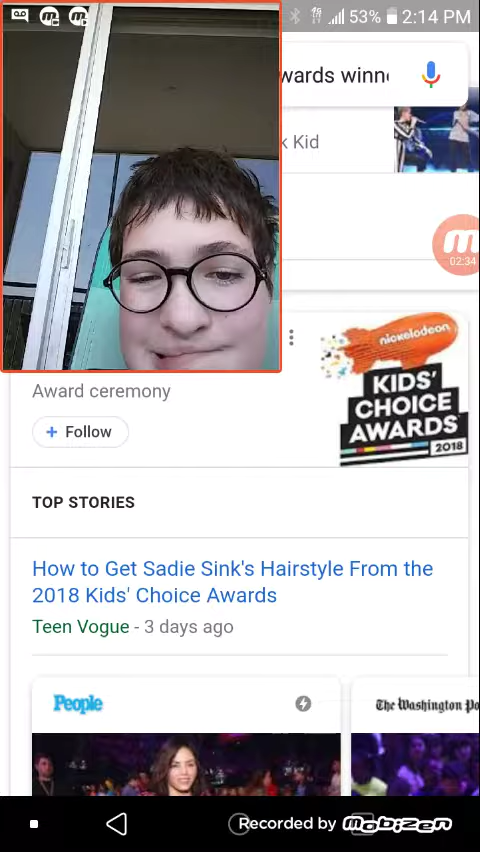 4G 53% 2:14 PM
wards winne
k Kid
02:34
nickelodeon
KIDS'
CHOICE
AWARDS
2018
Award ceremony
+ Follow
TOP STORIES
How to Get Sadie Sink's Hairstyle From the
2018 Kids' Choice Awards
Teen Vogue - 3 days ago
People
The Washington Po
Recorded by mobizen